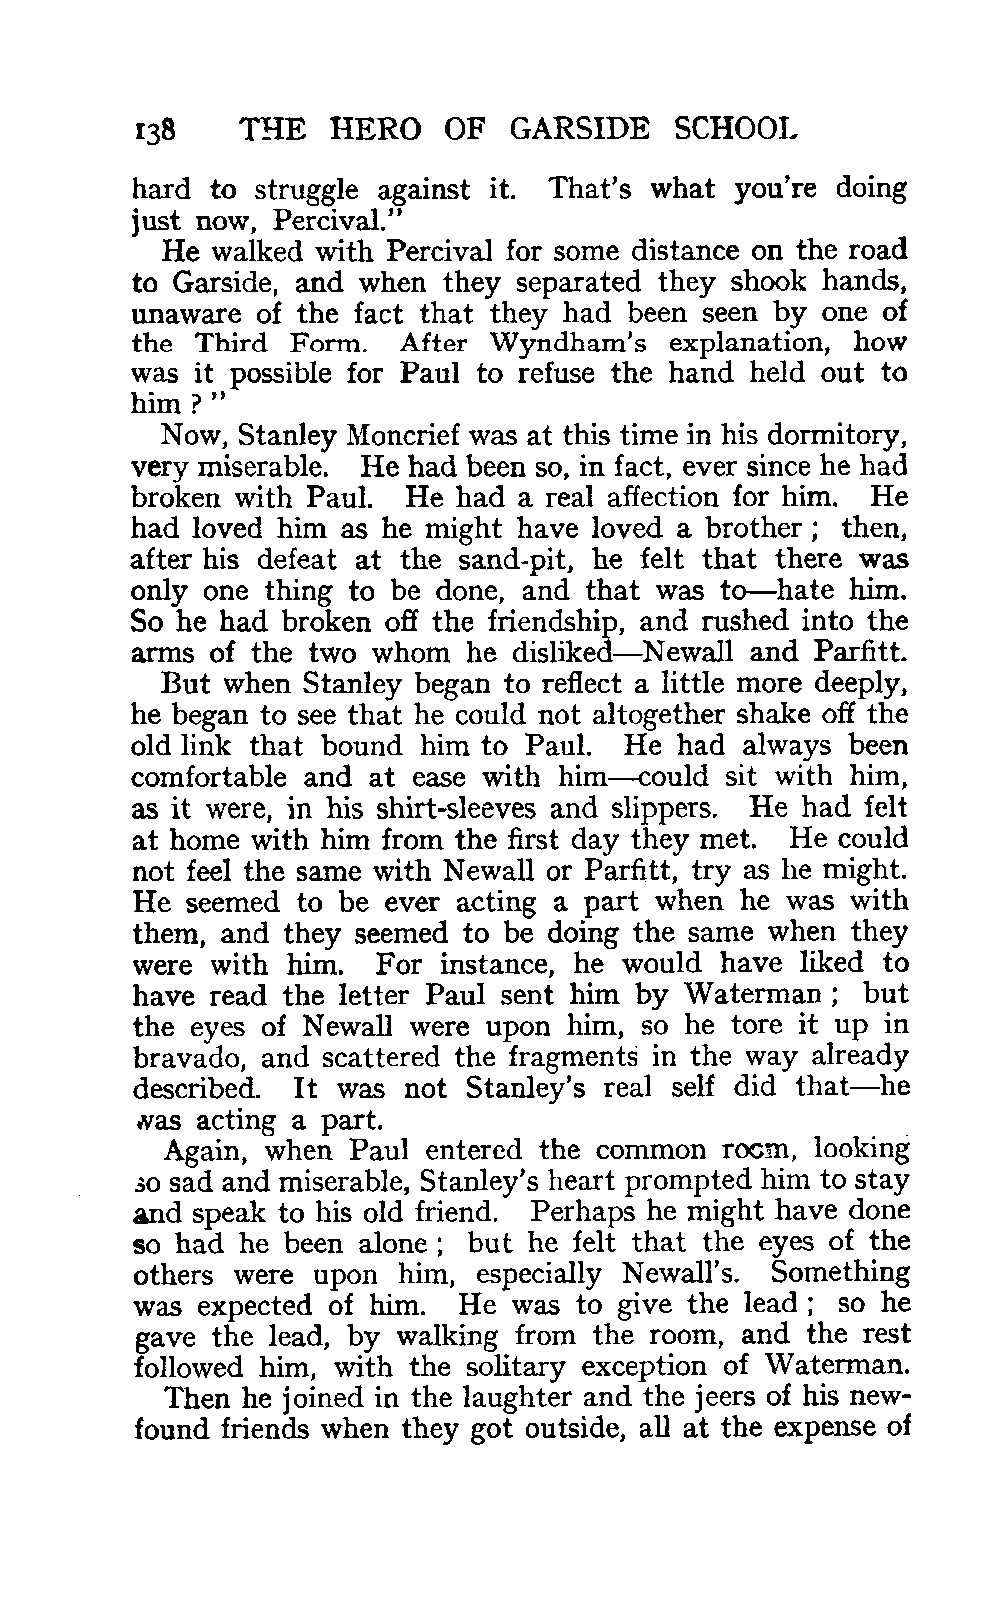 138 THE HERO OF GARSIDE SCHOOL
hard to struggle against it. That's what you're doing
just now, Percival."
He walked with Percival for some distance on the road
to Garside, and when they separated they shook hands,
unaware of the fact that they had been seen by one of
the Third Form. After Wyndham's explanation, how
was it possible for Paul to refuse the hand held out to
him ? "
Now, Stanley Moncrief was at this time in his dormitory,
very miserable. He had been so, in fact, ever since he had
broken with Paul. He had a real affection for him. He
had loved him as he might have loved a brother ; then,
after his defeat at the sand-pit, he felt that there was
only one thing to be done, and that was to—hate him.
So he had broken off the friendship, and rushed into the
arms of the two whom he disliked—Newall and Parfitt.
But when Stanley began to reflect a little more deeply,
he began to see that he could not altogether shake off the
old link that bound him to Paul. He had always been
comfortable and at ease with him—could sit with him,
as it were, in his shirt-sleeves and slippers. He had felt
at home with him from the first day they met. He could
not feel the same with Newall or Parfitt, try as he might.
He seemed to be ever acting a part when he was with
them, and they seemed to be doing the same when they
were with him. For instance, he would have liked to
have read the letter Paul sent him by Waterman ; but
the eyes of Newall were upon him, so he tore it up in
bravado, and scattered the fragments in the way already
described. It was not Stanley's real self did that—he
was acting a part.
Again, when Paul entered the common room, looking
so sad and miserable, Stanley's heart prompted him to stay
and speak to his old friend. Perhaps he might have done
so had he been alone ; but he felt that the eyes of the
others were upon him, especially Newall's. Something
was expected of him. He was to give the lead ; so he
gave the lead, by walking from the room, and the rest
followed him, with the solitary exception of Waterman.
Then he joined in the laughter and the jeers of his new-
found friends when they got outside, all at the expense of